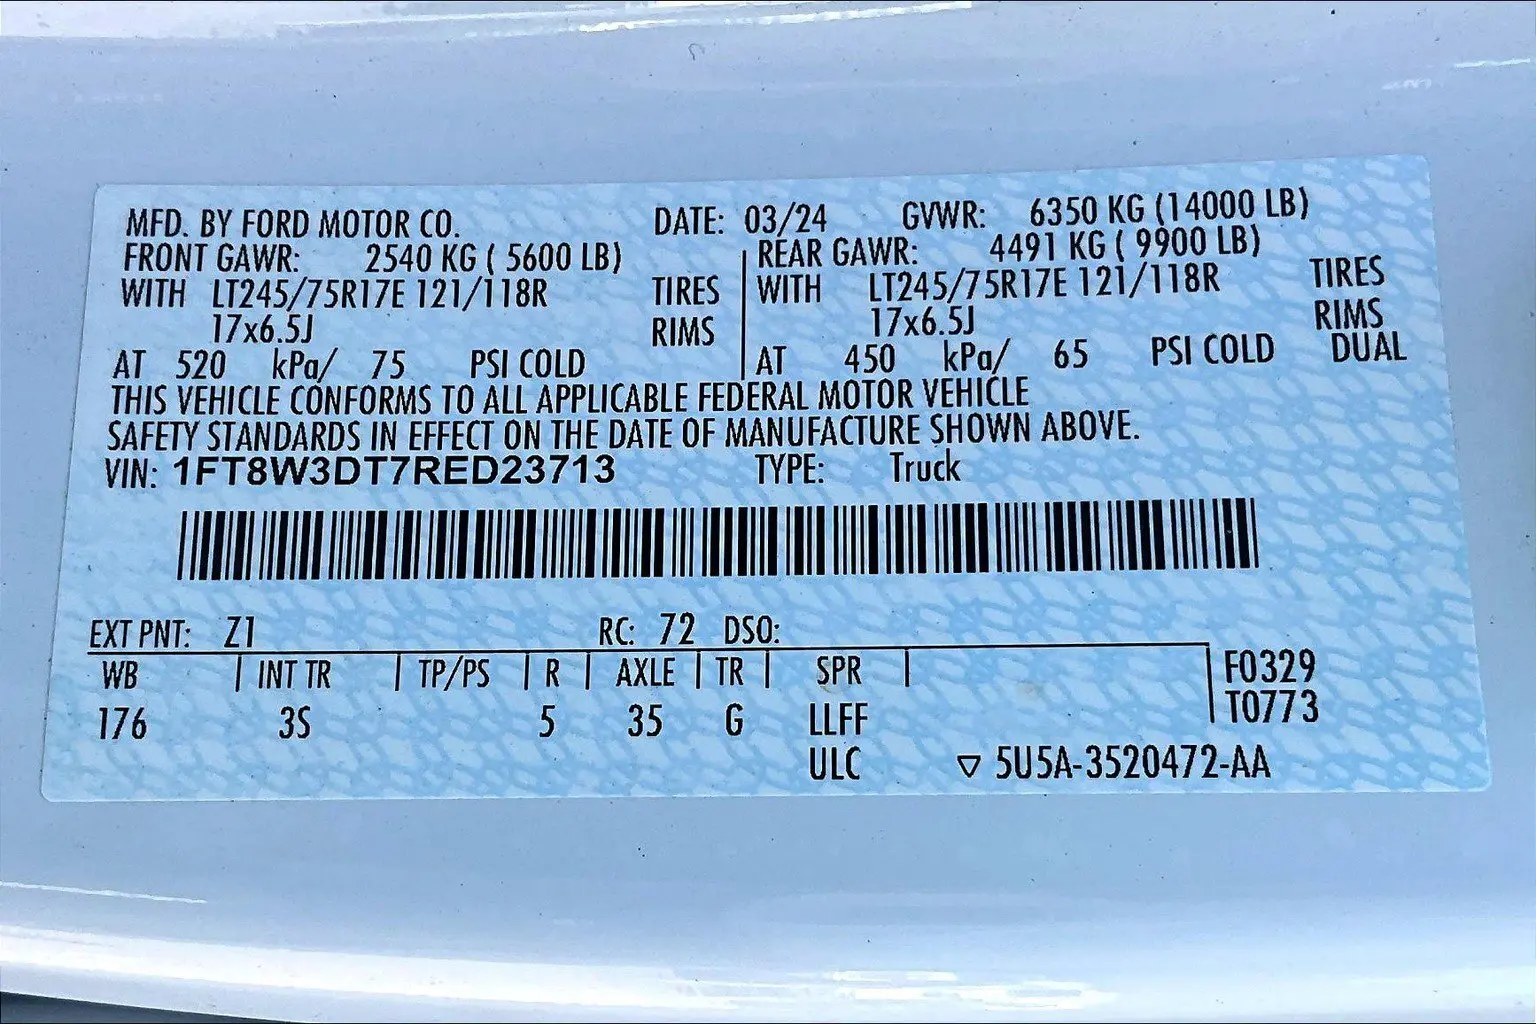 MFD. BY FORD MOTOR CO. DATE: 03/24 GVWR: 6350 KG (14000 LB)
FRONT GAWR: 2540 KG ( 5600 LB) REAR GAWR: 4491 KG ( 9900 LB)
WITH LT245/75R17E 121/118R TIRES WITH LT245/75R17E 121/118R TIRES
17x6.5J RIMS 17x6.5J RIMS
AT 520 kPa/ 75 PSI COLD AT 450 kPa/ 65 PSI COLD DUAL
THIS VEHICLE CONFORMS TO ALL APPLICABLE FEDERAL MOTOR VEHICLE
SAFETY STANDARDS IN EFFECT ON THE DATE OF MANUFACTURE SHOWN ABOVE.
VIN: 1FT8W3DT7RED23713 TYPE: Truck
EXT PNT: Z1 RC: 72 DSO:
WB INT TR TP/PS R AXLE TR SPR F0329
T0773
176 3S 5 35 G LLFF
ULC ▽ 5U5A-3520472-AA